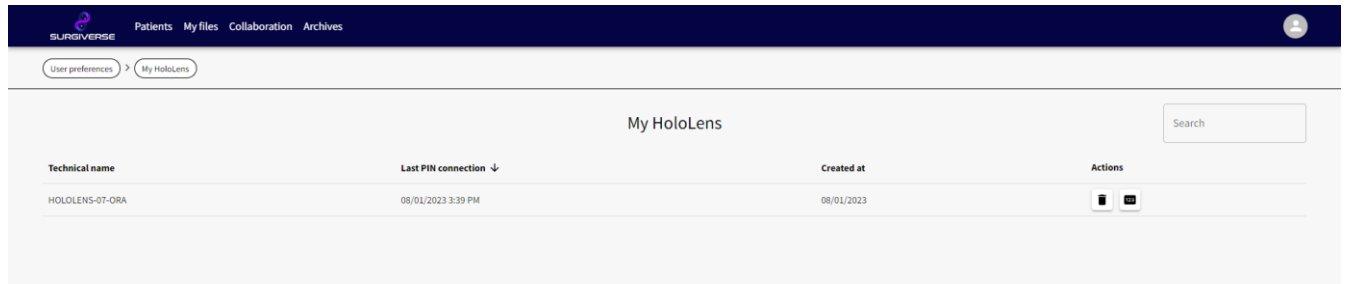 SURGIVERSE
Patients My files Collaboration Archives
User preferences > My HoloLens
My HoloLens
Search
Technical name Last PIN connection ↓ Created at Actions
HOLOLENS-07-ORA 08/01/2023 3:39 PM 08/01/2023 123